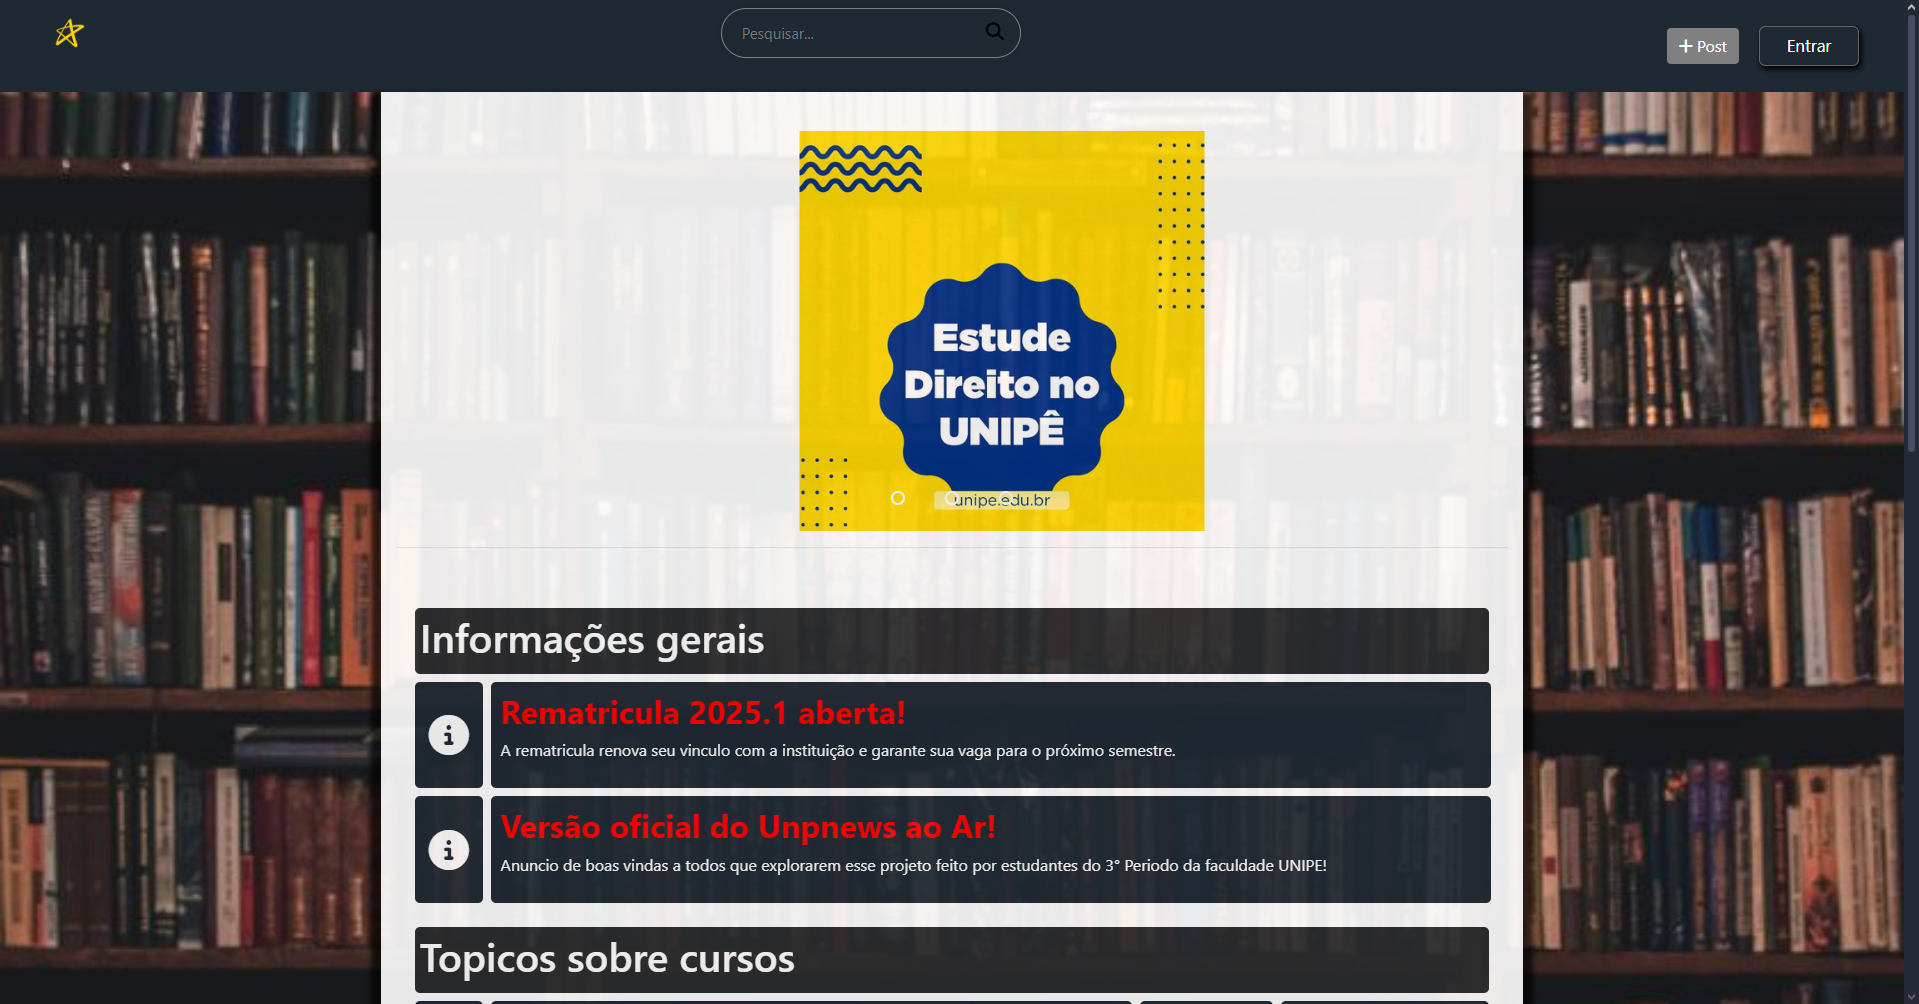 Pesquisar...
+ Post
Entrar
Estude
Direito no
UNIPÊ
unipe.edu.br
Informações gerais
Rematricula 2025.1 aberta!
A rematricula renova seu vinculo com a instituição e garante sua vaga para o próximo semestre.
Versão oficial do Unpnews ao Ar!
Anuncio de boas vindas a todos que explorarem esse projeto feito por estudantes do 3° Periodo da faculdade UNIPE!
Topicos sobre cursos